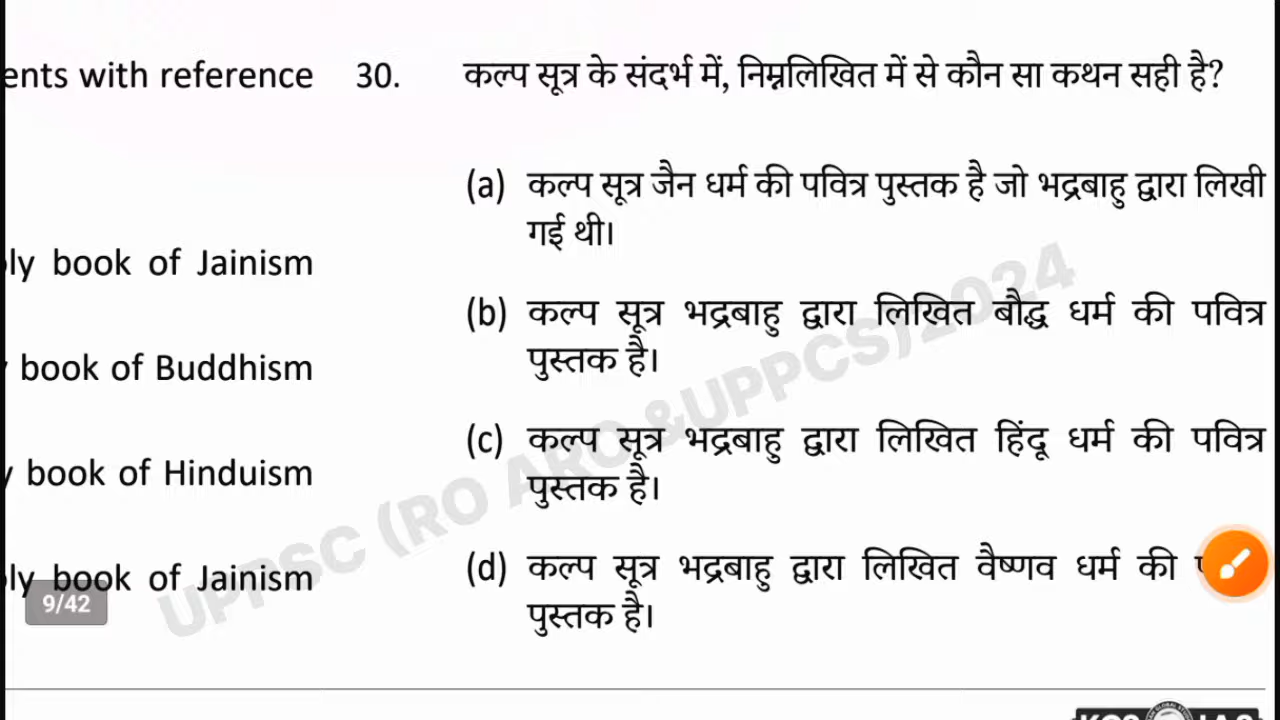 ents with reference
30. कल्प सूत्र के संदर्भ में, निम्नलिखित में से कौन सा कथन सही है?
(a) कल्प सूत्र जैन धर्म की पवित्र पुस्तक है जो भद्रबाहु द्वारा लिखी
गई थी।
ly book of Jainism
(b) कल्प सूत्र भद्रबाहु द्वारा लिखित बौद्ध धर्म की पवित्र
पुस्तक है।
book of Buddhism
(c) कल्प सूत्र भद्रबाहु द्वारा लिखित हिंदू धर्म की पवित्र
पुस्तक है।
book of Hinduism
(d) कल्प सूत्र भद्रबाहु द्वारा लिखित वैष्णव धर्म की
पुस्तक है।
ly book of Jainism
9/42
UPPSC (RO ARO &UPPCS) 2024